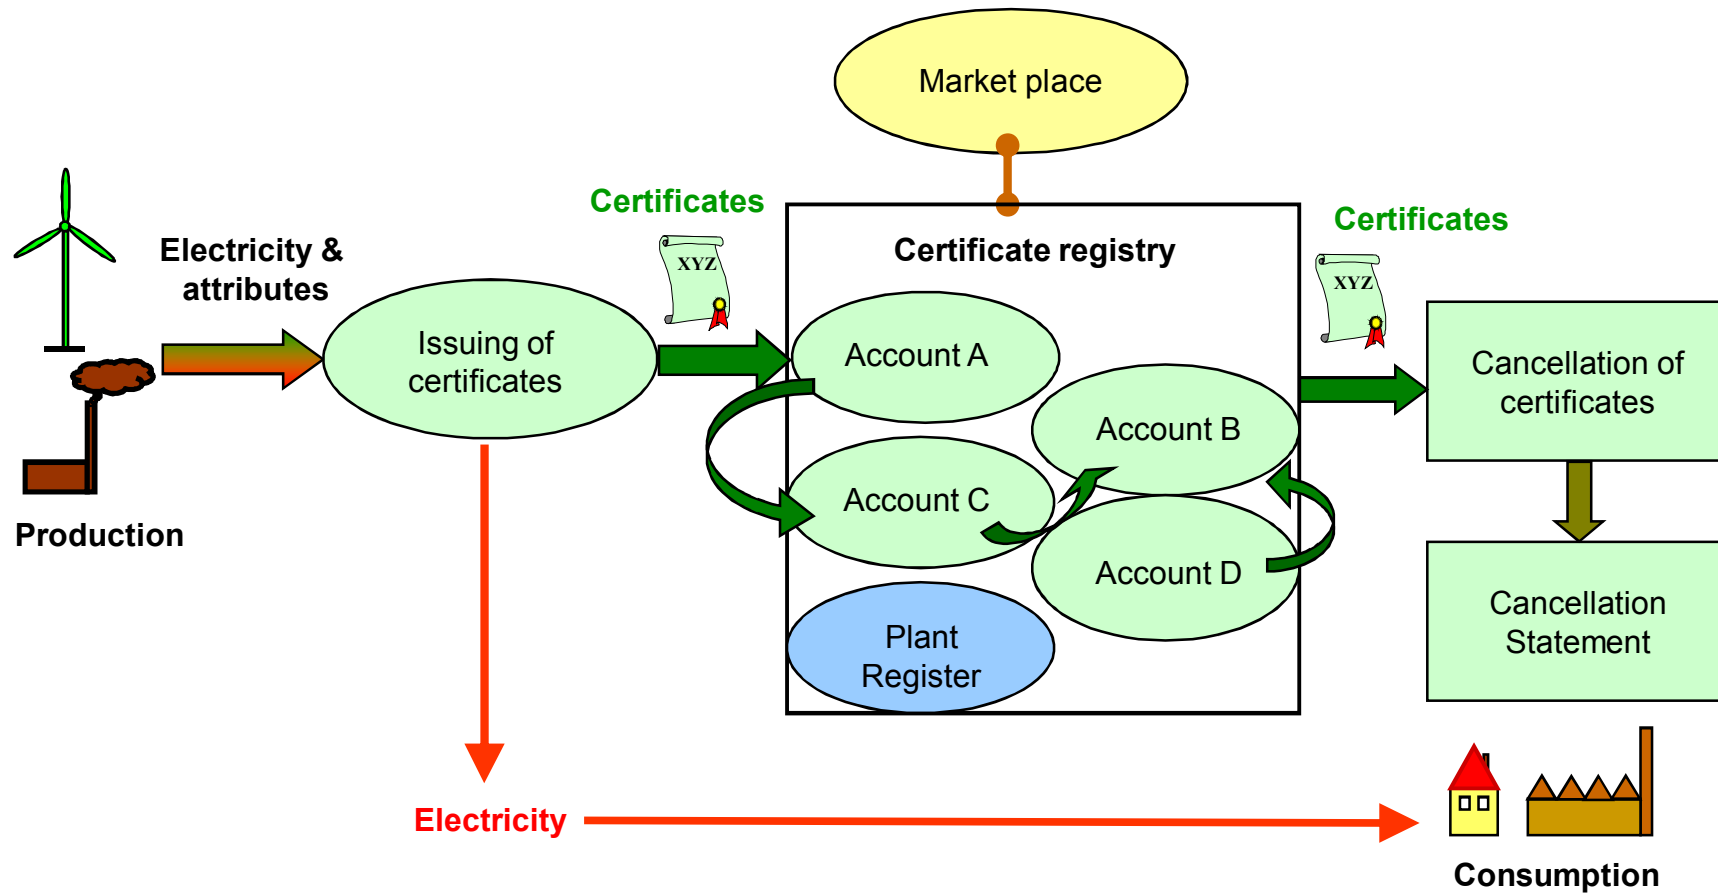 Market place
Certificates
Certificates
Electricity &
attributes
XYZ
Certificate registry
XYZ
Issuing of
certificates
Account A
Account B
Cancellation of
certificates
Account C
Production
Account D
Cancellation
Statement
Plant
Register
Electricity
Consumption